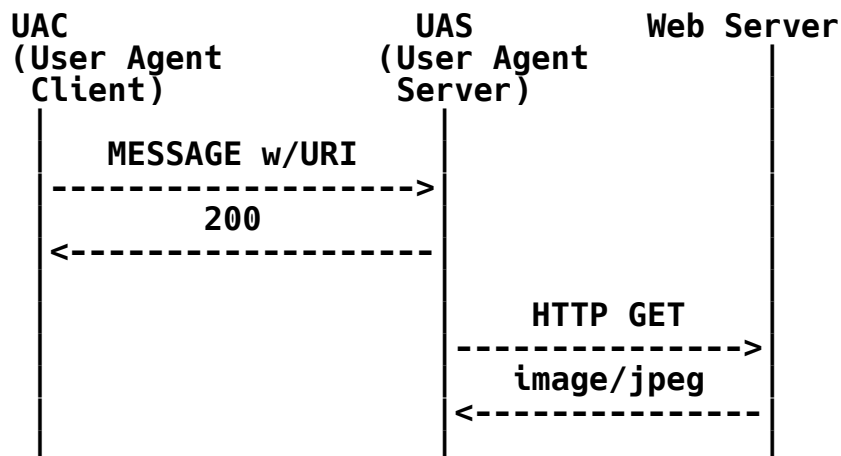 UAC UAS Web Server
(User Agent (User Agent
Client) Server)
MESSAGE w/URI
------------------->
200
<-------------------
HTTP GET
--------------->
image/jpeg
<---------------